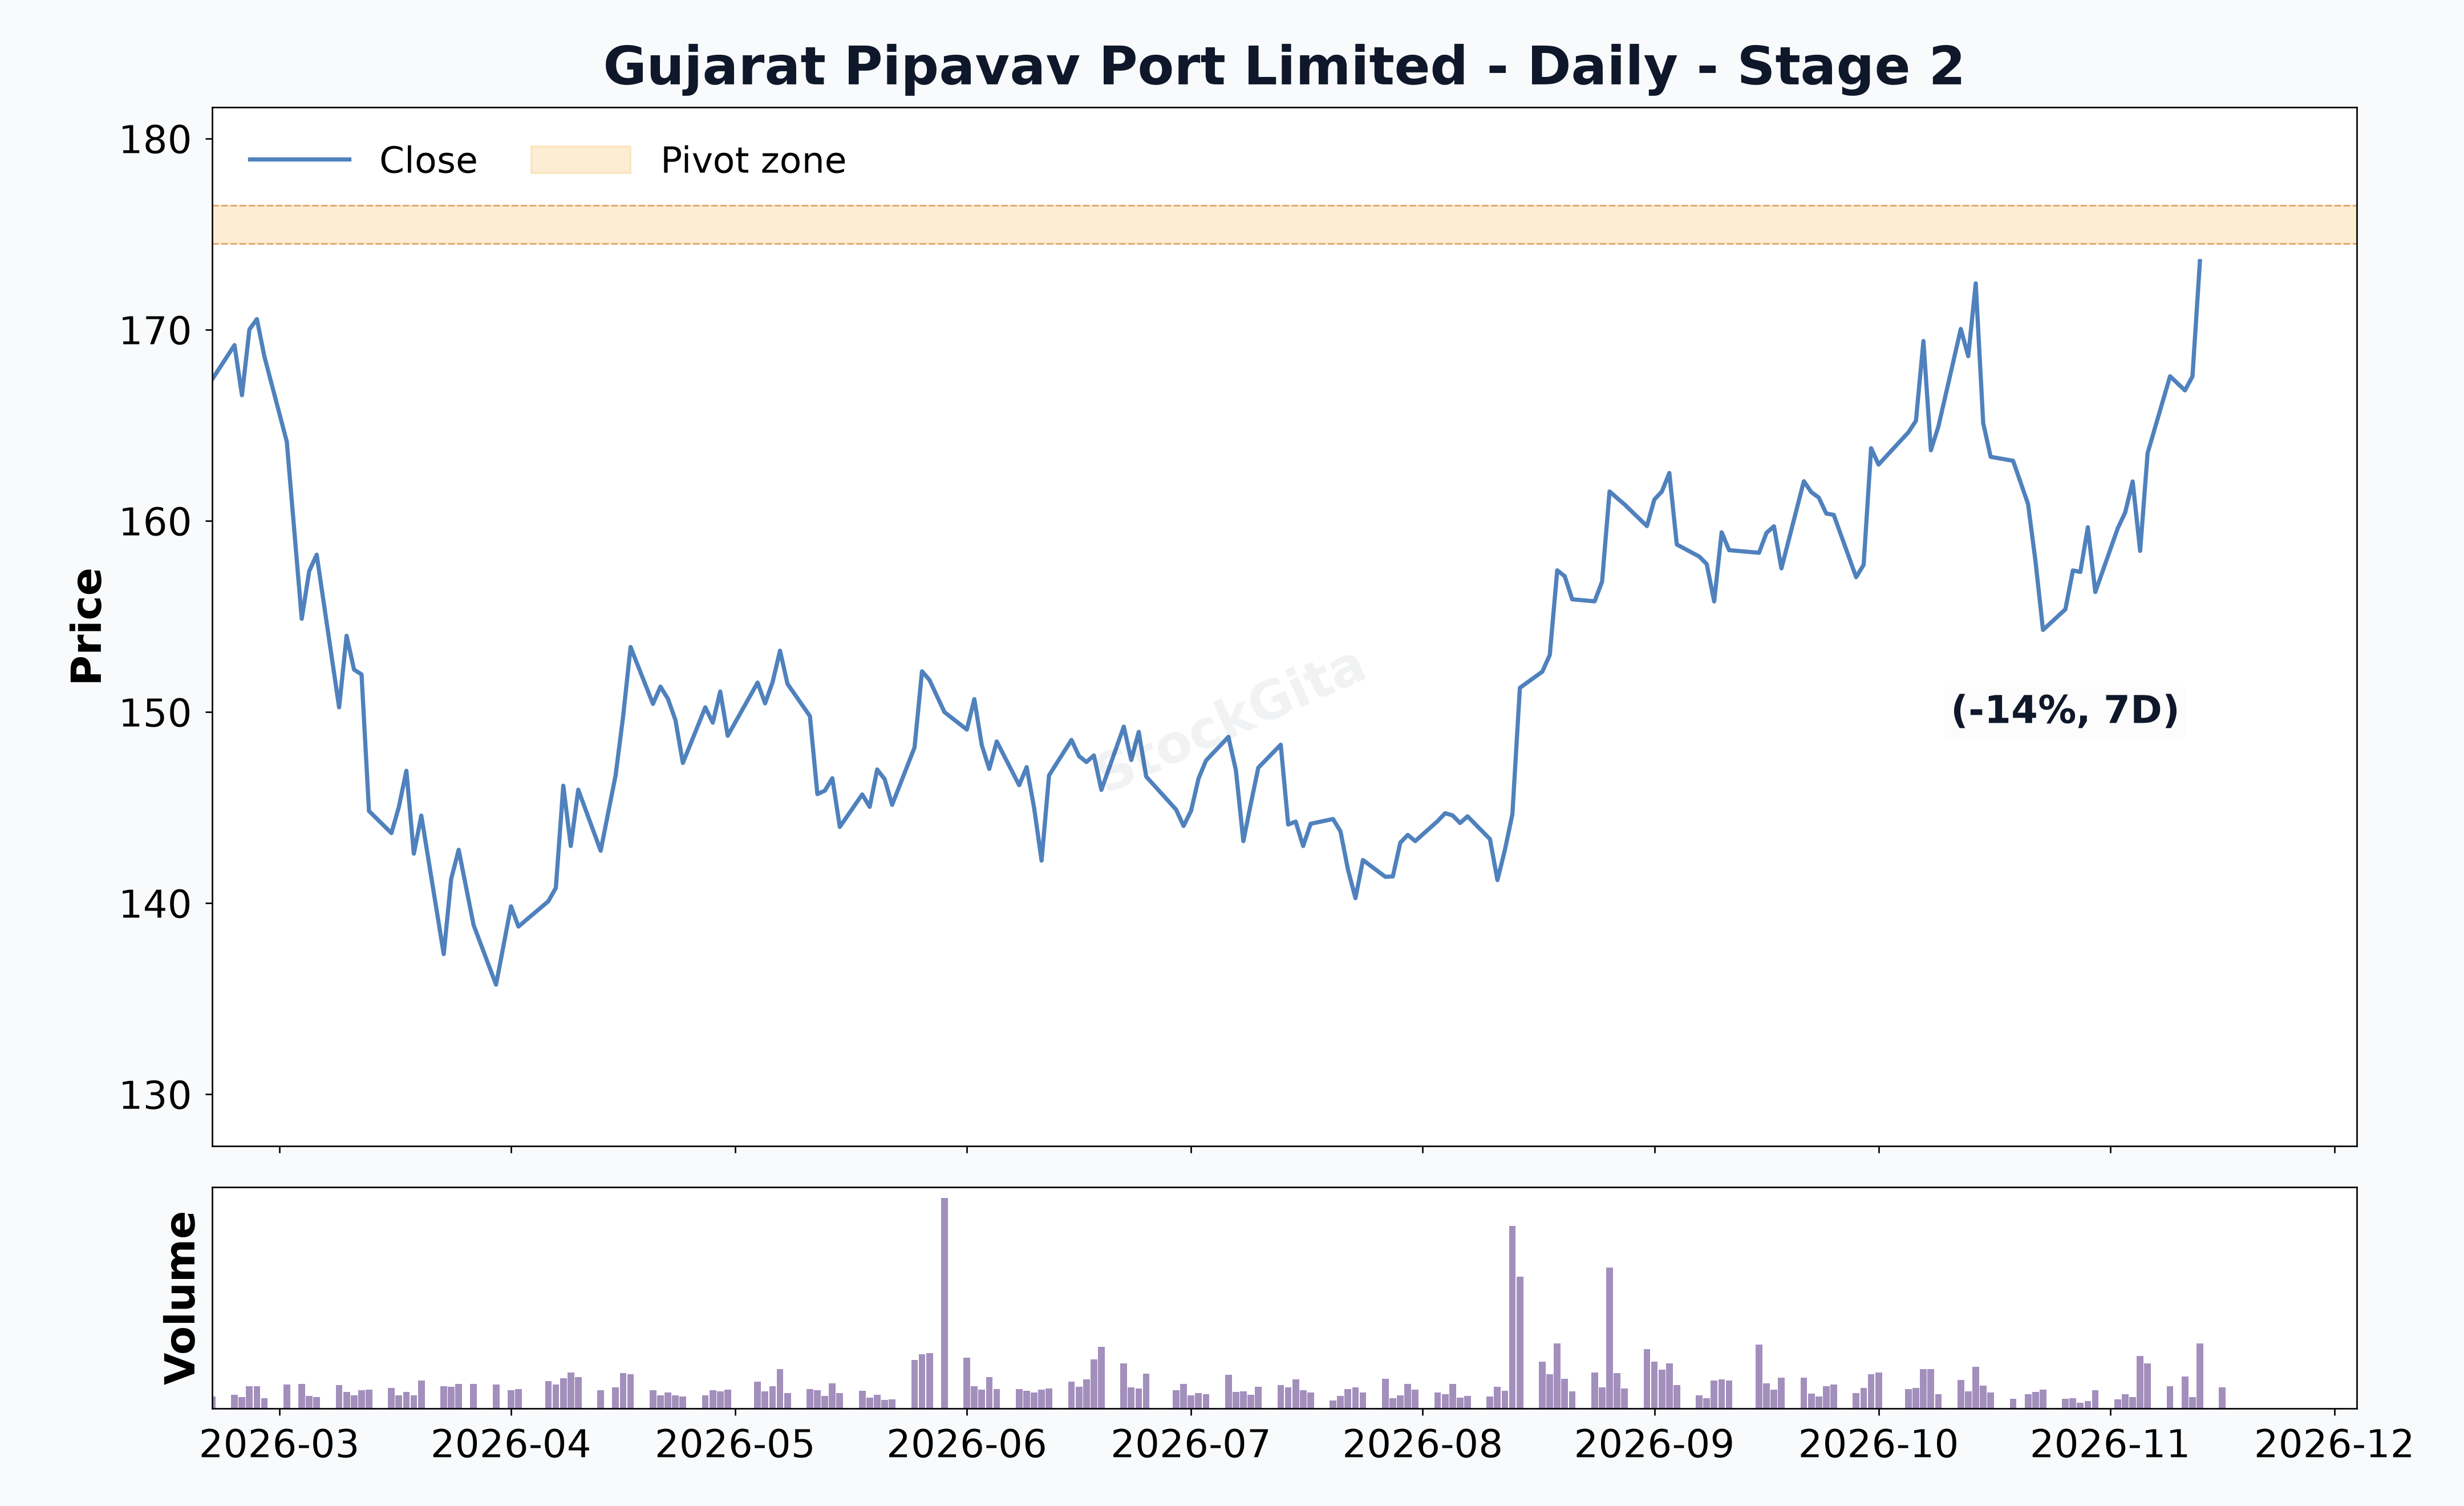 Gujarat Pipavav Port Limited - Daily - Stage 2
180
170
160
150
140
130
Price
Close
Pivot zone
StockGita
(-14%, 7D)
Volume
2026-03
2026-04
2026-05
2026-06
2026-07
2026-08
2026-09
2026-10
2026-11
2026-12